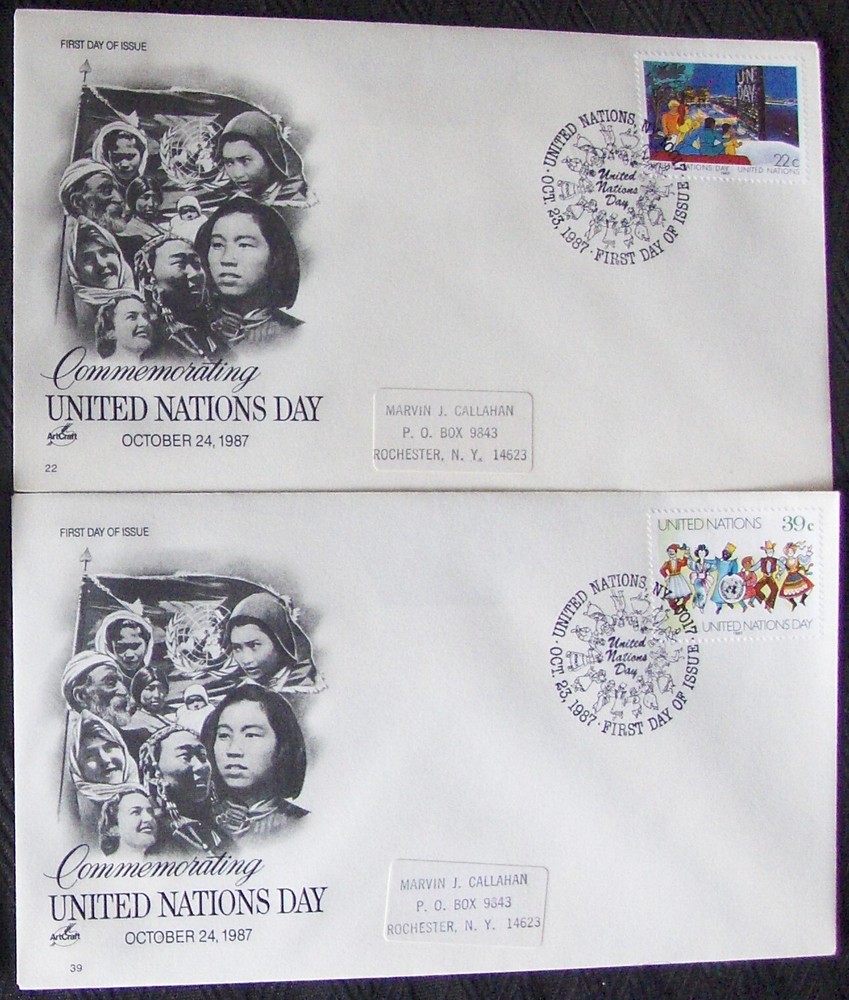 FIRST DAY OF ISSUE
UN
DAY
22c
NATIONS DAY UNITED NATIONS
UNITED NATIONS, N
OCT. 23, 1987 · FIRST DAY OF ISSUE ·
United
Nations
Day
Commemorating
UNITED NATIONS DAY
ArtCraft
OCTOBER 24, 1987
22
MARVIN J. CALLAHAN
P. O. BOX 9843
ROCHESTER, N. Y. 14623
FIRST DAY OF ISSUE
UNITED NATIONS 39c
UNITED NATIONS DAY
UNITED NATIONS, NY 10017
OCT. 23, 1987 · FIRST DAY OF ISSUE ·
United
Nations
Day
Commemorating
UNITED NATIONS DAY
ArtCraft
OCTOBER 24, 1987
39
MARVIN J. CALLAHAN
P. O. BOX 9843
ROCHESTER, N. Y. 14623